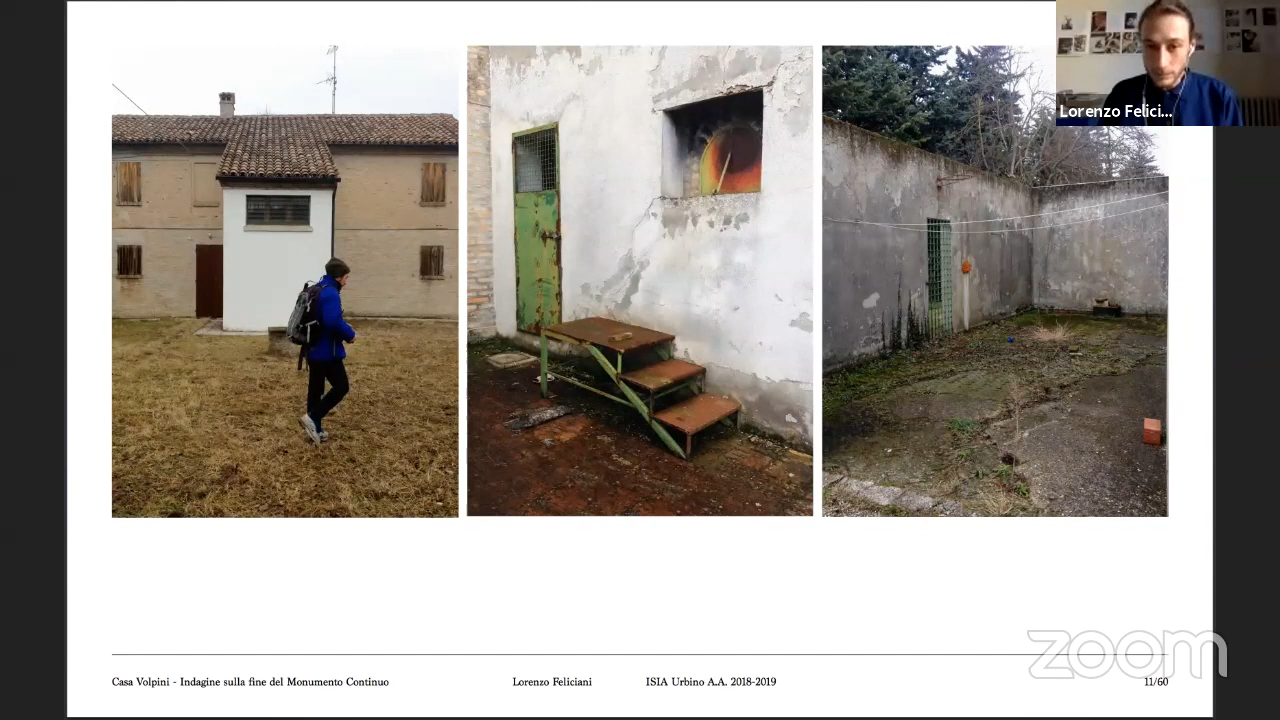 Lorenzo Felici...
zoom
Casa Volpini - Indagine sulla fine del Monumento Continuo
Lorenzo Feliciani
ISIA Urbino A.A. 2018-2019
11/60